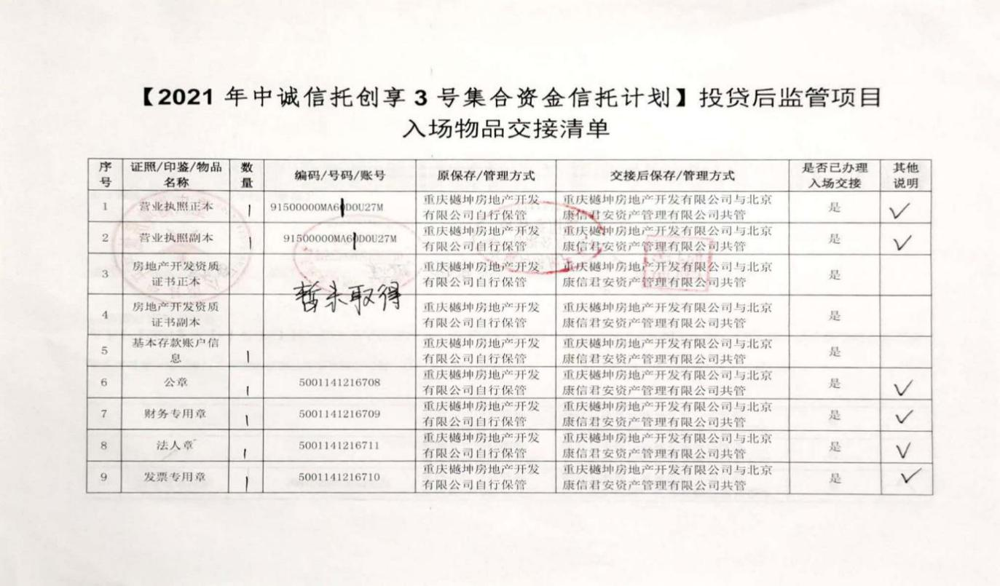 【2021 年中诚信托创享 3 号集合资金信托计划】投贷后监管项目
入场物品交接清单
序号 证照/印鉴/物品名称 数量 编码/号码/账号 原保存/管理方式 交接后保存/管理方式 是否已办理入场交接 其他说明
1 营业执照正本 1 91500000MA60D0U27M 重庆樾坤房地产开发有限公司自行保管 重庆樾坤房地产开发有限公司与北京康信君安资产管理有限公司共管 是 ✓
2 营业执照副本 1 91500000MA60D0U27M 重庆樾坤房地产开发有限公司自行保管 重庆樾坤房地产开发有限公司与北京康信君安资产管理有限公司共管 是 ✓
3 房地产开发资质证书正本 重庆樾坤房地产开发有限公司自行保管 重庆樾坤房地产开发有限公司与北京康信君安资产管理有限公司共管 是
暂未取得
4 房地产开发资质证书副本 重庆樾坤房地产开发有限公司自行保管 重庆樾坤房地产开发有限公司与北京康信君安资产管理有限公司共管 是
5 基本存款账户信息 1 重庆樾坤房地产开发有限公司自行保管 重庆樾坤房地产开发有限公司与北京康信君安资产管理有限公司共管 是
6 公章 1 5001141216708 重庆樾坤房地产开发有限公司自行保管 重庆樾坤房地产开发有限公司与北京康信君安资产管理有限公司共管 是 ✓
7 财务专用章 1 5001141216709 重庆樾坤房地产开发有限公司自行保管 重庆樾坤房地产开发有限公司与北京康信君安资产管理有限公司共管 是 ✓
8 法人章 1 5001141216711 重庆樾坤房地产开发有限公司自行保管 重庆樾坤房地产开发有限公司与北京康信君安资产管理有限公司共管 是 ✓
9 发票专用章 1 5001141216710 重庆樾坤房地产开发有限公司自行保管 重庆樾坤房地产开发有限公司与北京康信君安资产管理有限公司共管 是 ✓